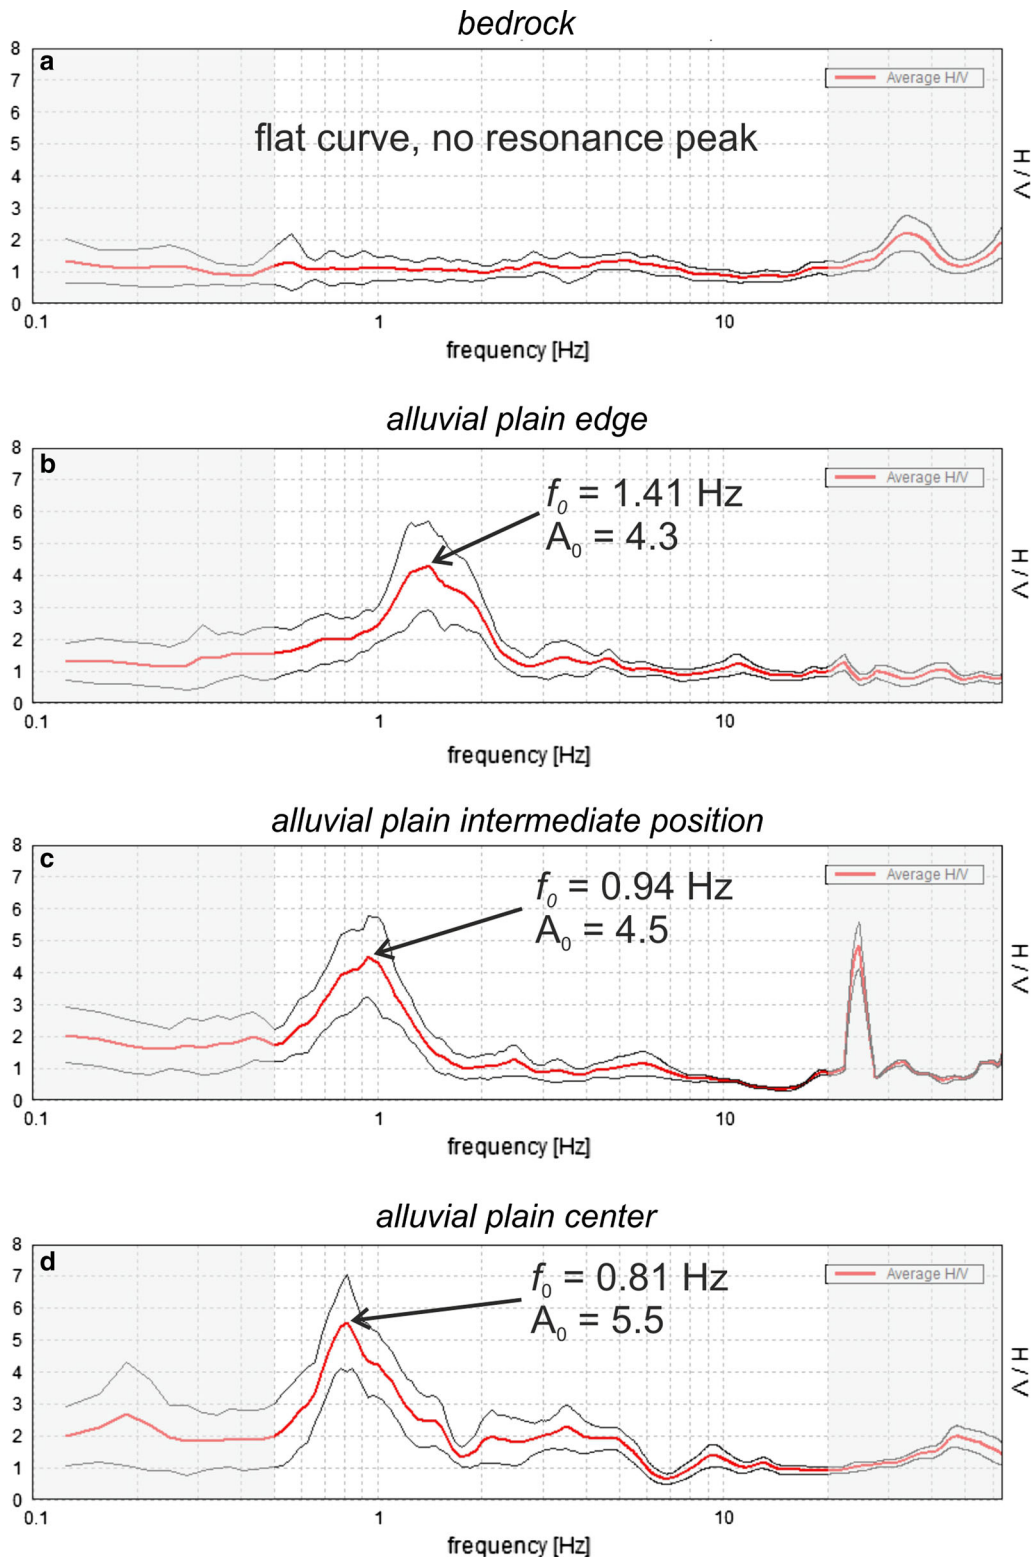 bedrock
a
8
7
6
5
4
3
2
1
0
Average H/V
flat curve, no resonance peak
H / V
0.1 1 10
frequency [Hz]
alluvial plain edge
b
8
7
6
5
4
3
2
1
0
Average H/V
f0 = 1.41 Hz
A0 = 4.3
H / V
0.1 1 10
frequency [Hz]
alluvial plain intermediate position
c
8
7
6
5
4
3
2
1
0
Average H/V
f0 = 0.94 Hz
A0 = 4.5
H / V
0.1 1 10
frequency [Hz]
alluvial plain center
d
8
7
6
5
4
3
2
1
0
Average H/V
f0 = 0.81 Hz
A0 = 5.5
H / V
0.1 1 10
frequency [Hz]